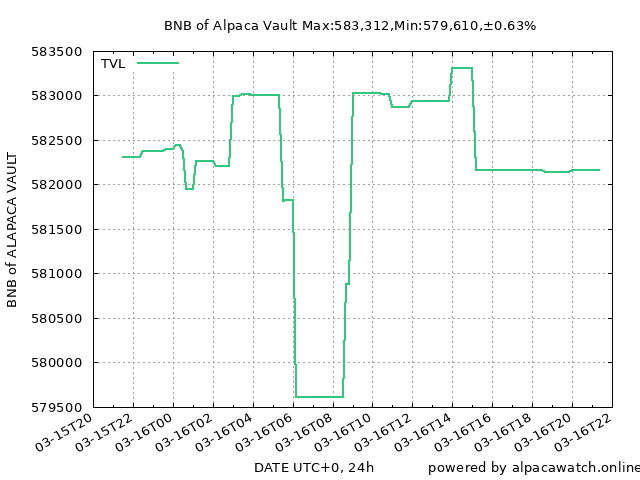 BNB of Alpaca Vault Max:583,312,Min:579,610,±0.63%
TVL
583500
583000
582500
582000
581500
581000
580500
580000
579500
BNB of ALAPACA VAULT
03-15T20
03-15T22
03-16T00
03-16T02
03-16T04
03-16T06
03-16T08
03-16T10
03-16T12
03-16T14
03-16T16
03-16T18
03-16T20
03-16T22
DATE UTC+0, 24h
powered by alpacawatch.online